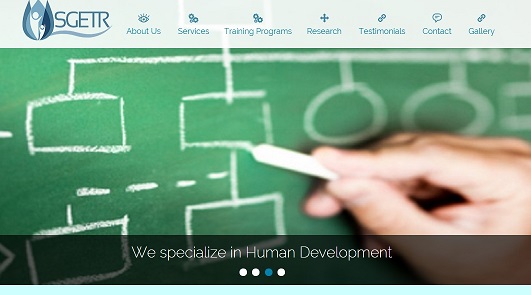 SGETR
About Us
Services
Training Programs
Research
Testimonials
Contact
Gallery
We specialize in Human Development